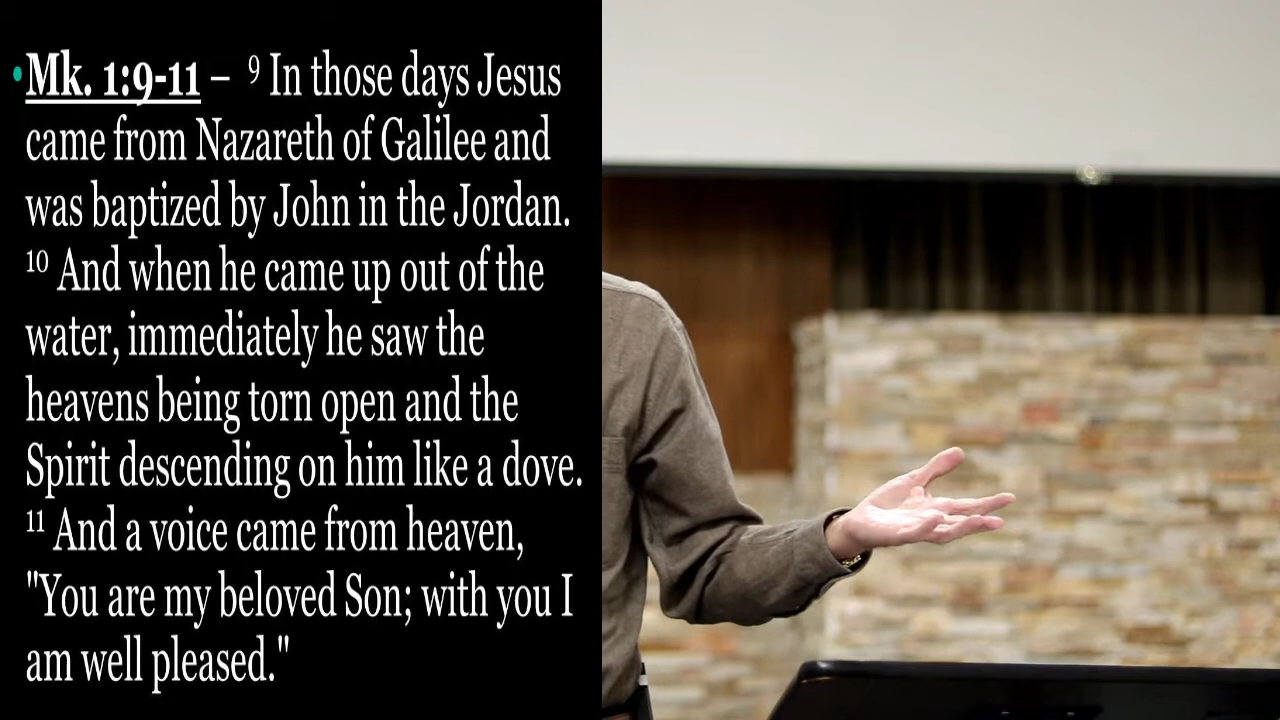 •Mk. 1:9-11 – ⁹ In those days Jesus
came from Nazareth of Galilee and
was baptized by John in the Jordan.
¹⁰ And when he came up out of the
water, immediately he saw the
heavens being torn open and the
Spirit descending on him like a dove.
¹¹ And a voice came from heaven,
"You are my beloved Son; with you I
am well pleased."